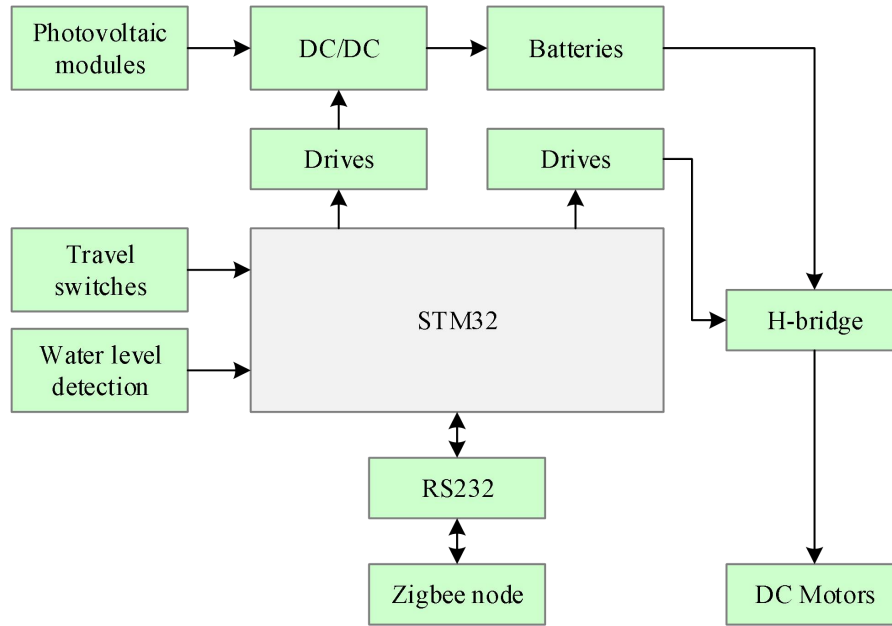 Photovoltaic
modules
DC/DC
Batteries
Drives
Drives
Travel
switches
STM32
H-bridge
Water level
detection
RS232
Zigbee node
DC Motors